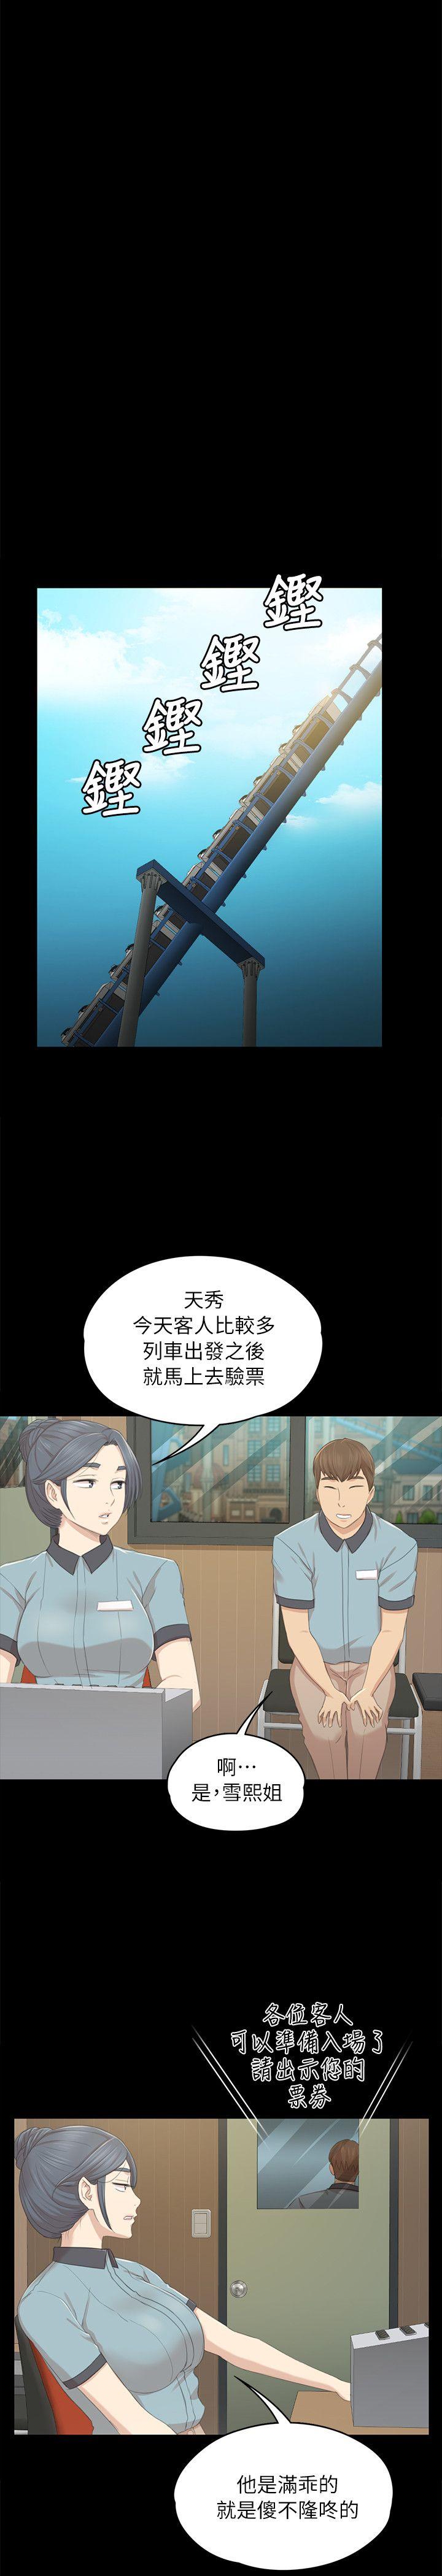 鏗
鏗
鏗
鏗
天秀
今天客人比較多
列車出發之後
就馬上去驗票
啊⋯
是，雪熙姐
各位客人
可以準備入場了
請出示您的
票券
他是滿乖的
就是傻不隆咚的